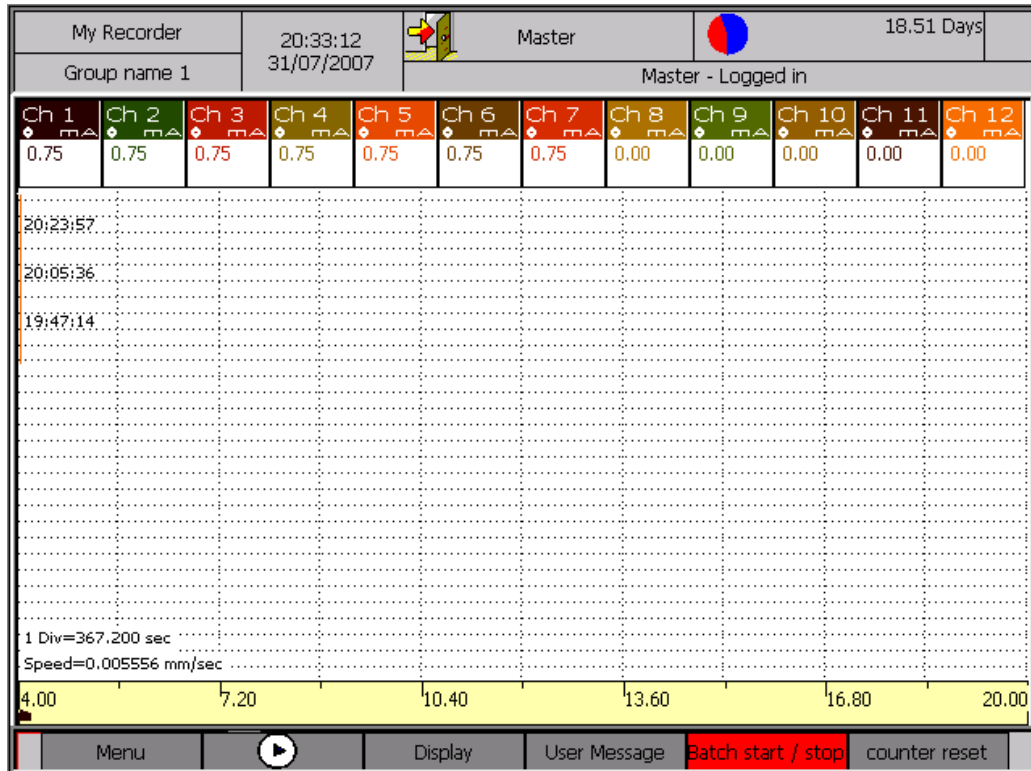 My Recorder
Group name 1
20:33:12
31/07/2007
Master
18.51 Days
Master - Logged in
Ch 1 Ch 2 Ch 3 Ch 4 Ch 5 Ch 6 Ch 7 Ch 8 Ch 9 Ch 10 Ch 11 Ch 12
mA mA mA mA mA mA mA mA mA mA mA mA
0.75 0.75 0.75 0.75 0.75 0.75 0.75 0.00 0.00 0.00 0.00 0.00
20:23:57
20:05:36
19:47:14
1 Div=367.200 sec
Speed=0.005556 mm/sec
4.00 7.20 10.40 13.60 16.80 20.00
Menu Display User Message Batch start / stop counter reset